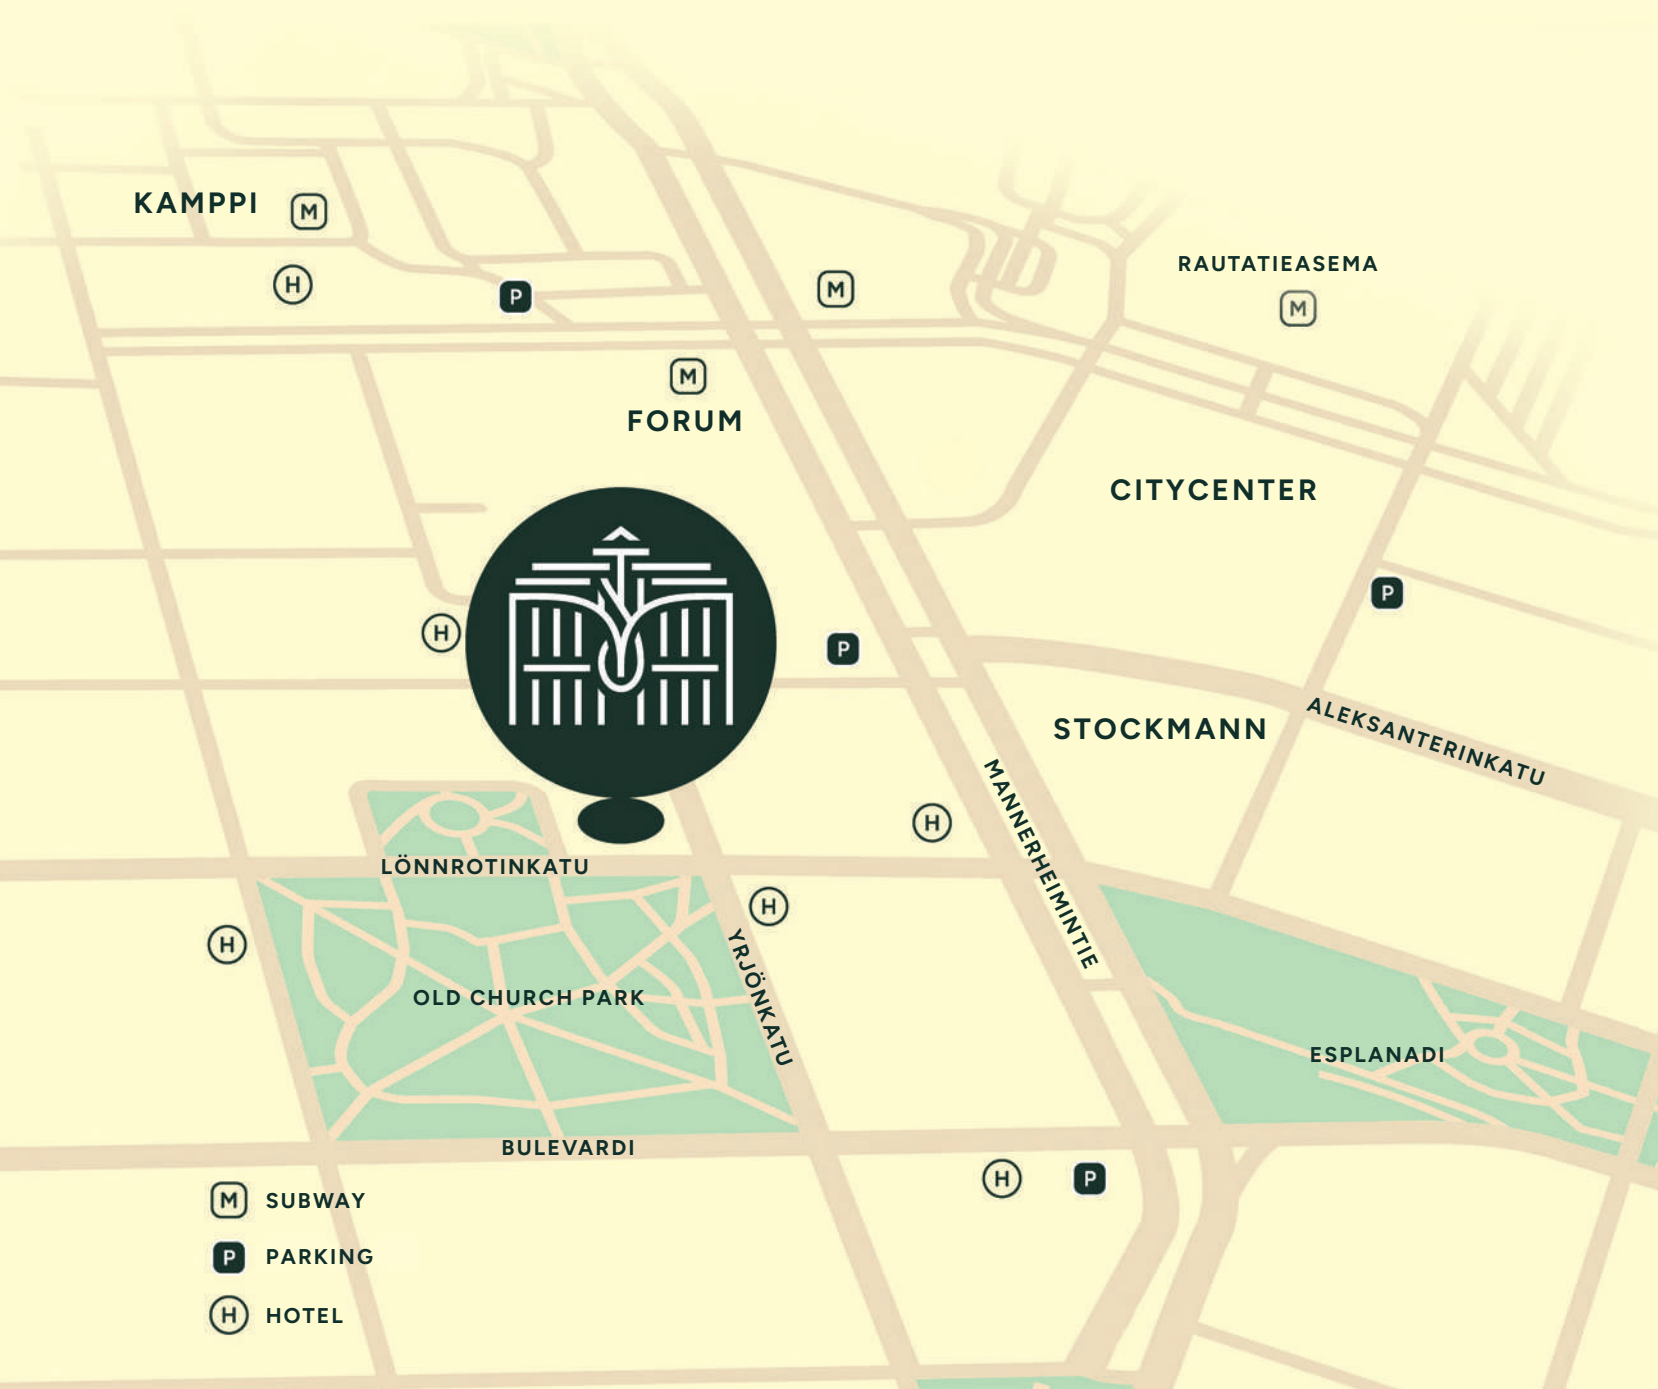 KAMPPI M
H
P
M
RAUTATIEASEMA
M
M
FORUM
CITYCENTER
P
H
P
STOCKMANN
ALEKSANTERINKATU
MANNERHEIMINTIE
H
LÖNNROTINKATU
H
H
YRJÖNKATU
OLD CHURCH PARK
ESPLANADI
BULEVARDI
H P
M SUBWAY
P PARKING
H HOTEL